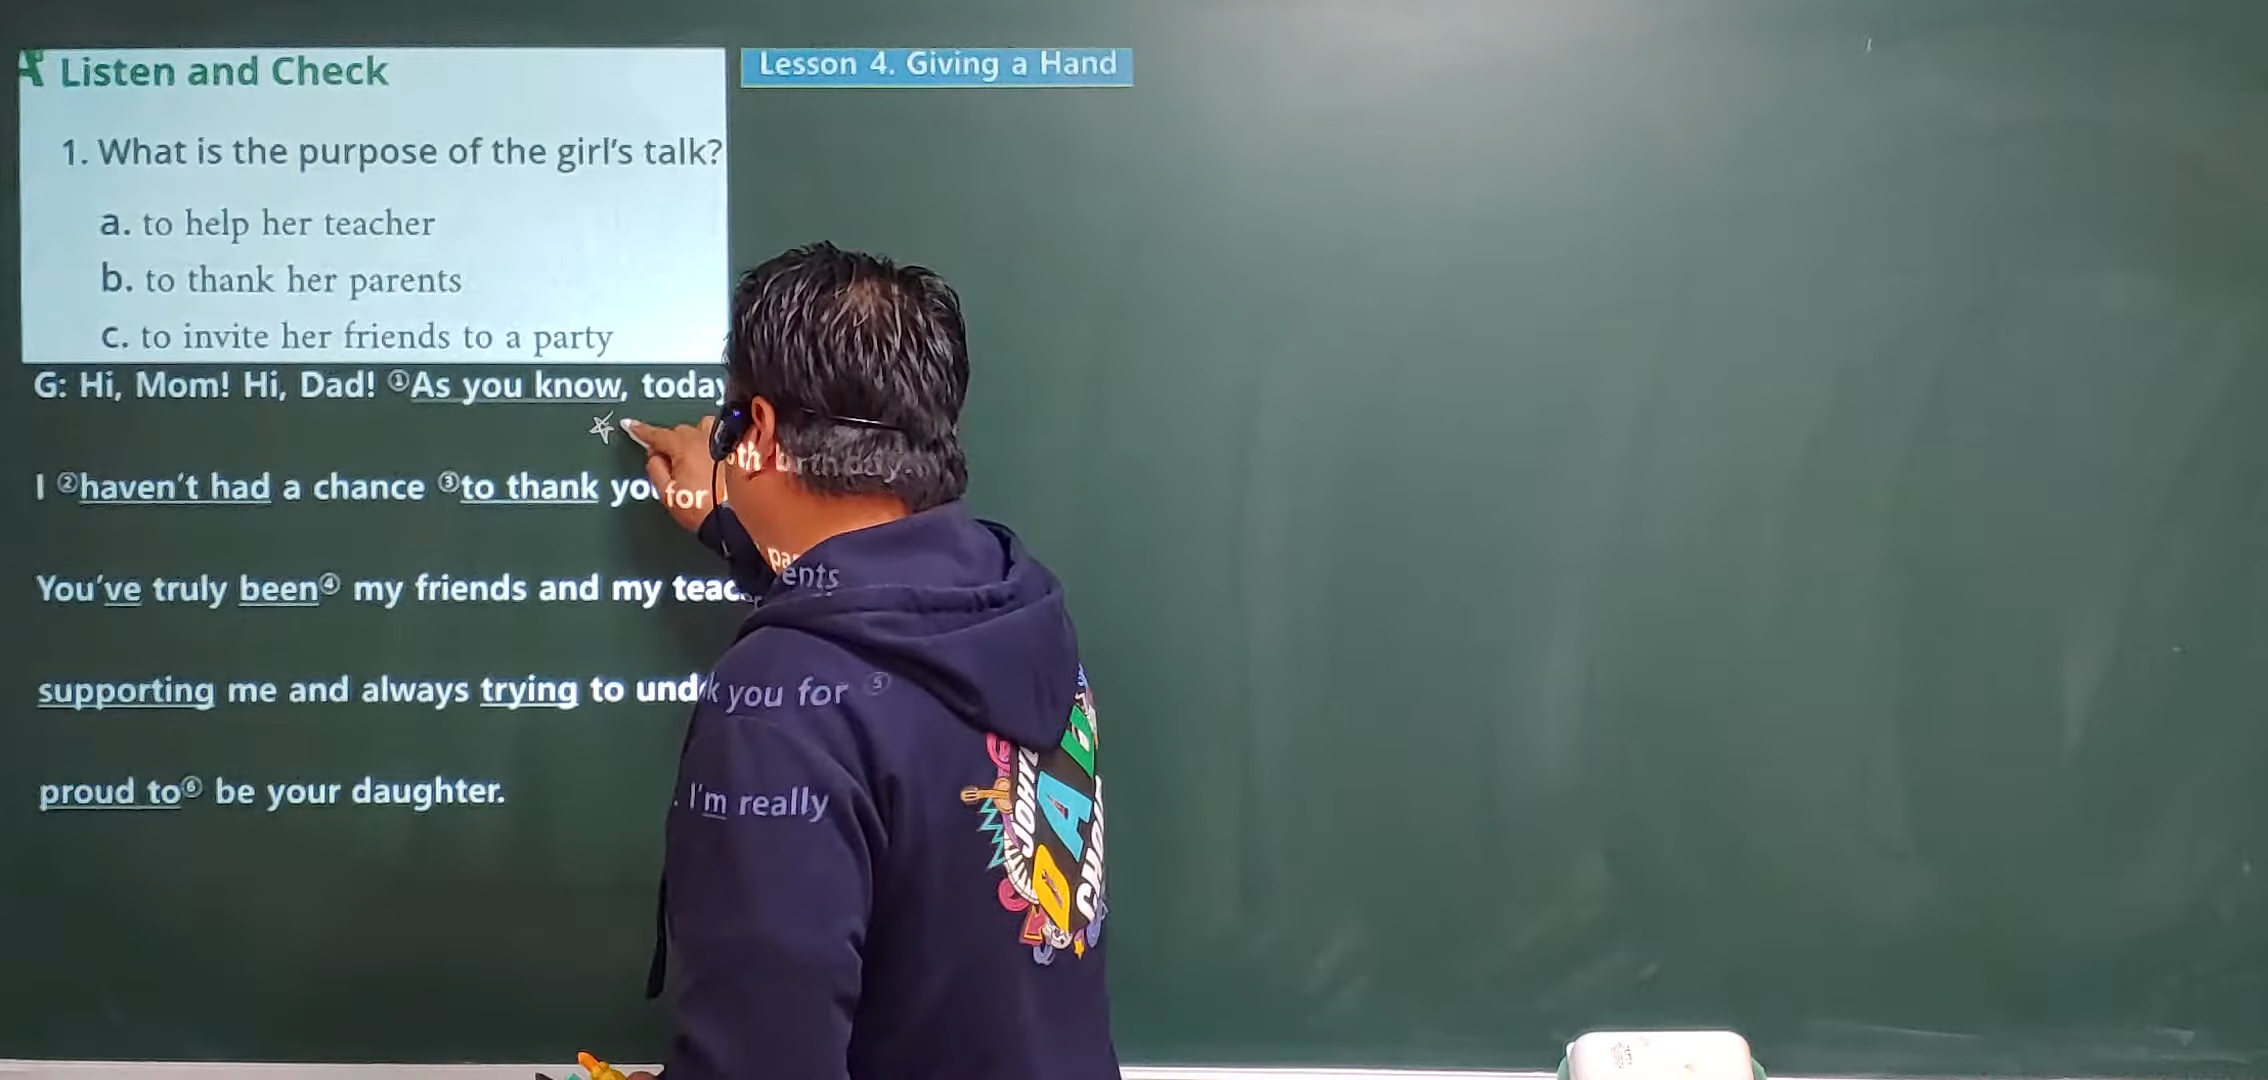 Listen and Check
Lesson 4. Giving a Hand
1. What is the purpose of the girl's talk?
a. to help her teacher
b. to thank her parents
c. to invite her friends to a party
G: Hi, Mom! Hi, Dad! ①As you know, today
th birthday.
I ②haven't had a chance ③to thank you for
ents
You've truly been④ my friends and my teac
k you for ⑤
supporting me and always trying to und
. I'm really
proud to⑥ be your daughter.